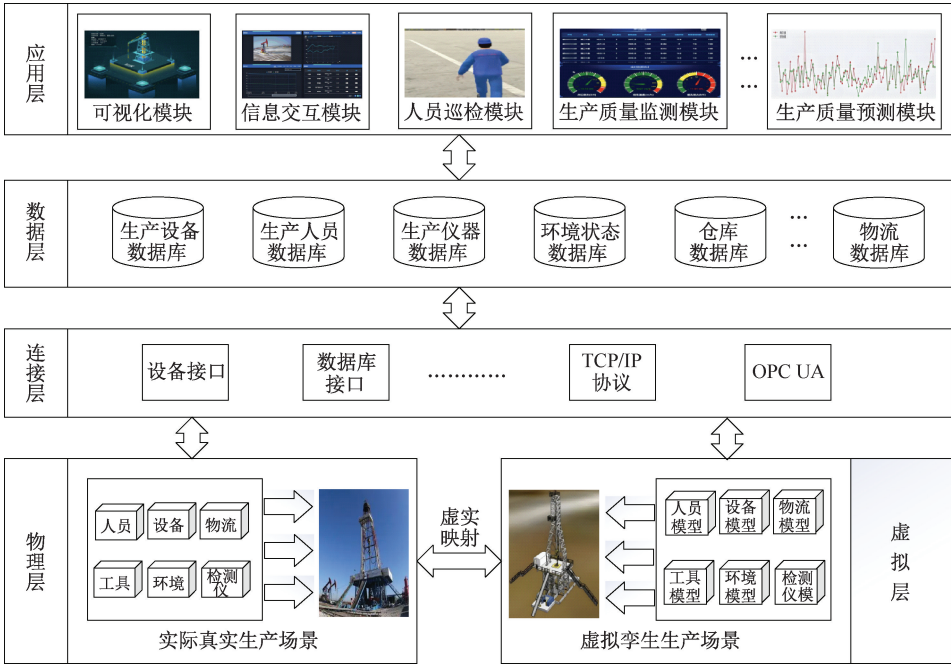 应用层
可视化模块
信息交互模块
人员巡检模块
生产质量监测模块
……
生产质量预测模块
数据层
生产设备
数据库
生产人员
数据库
生产仪器
数据库
环境状态
数据库
仓库
数据库
……
物流
数据库
连接层
设备接口
数据库
接口
…………
TCP/IP
协议
OPC UA
物理层
人员
设备
物流
工具
环境
检测
仪
实际真实生产场景
虚实
映射
人员
模型
设备
模型
物流
模型
工具
模型
环境
模型
检测
仪模
虚拟孪生生产场景
虚拟层